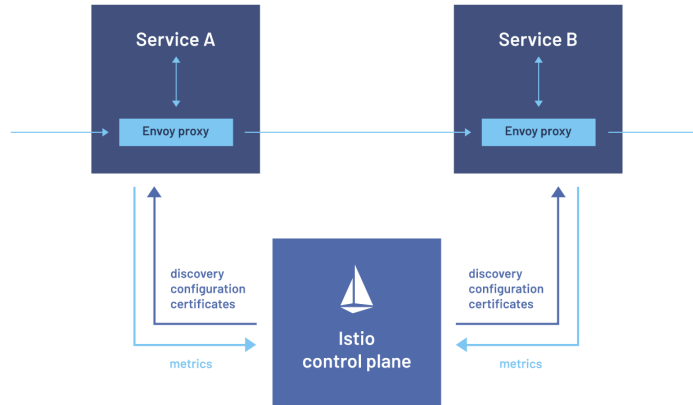 Service A
Service B
Envoy proxy
Envoy proxy
discovery
configuration
certificates
discovery
configuration
certificates
Istio
control plane
metrics
metrics